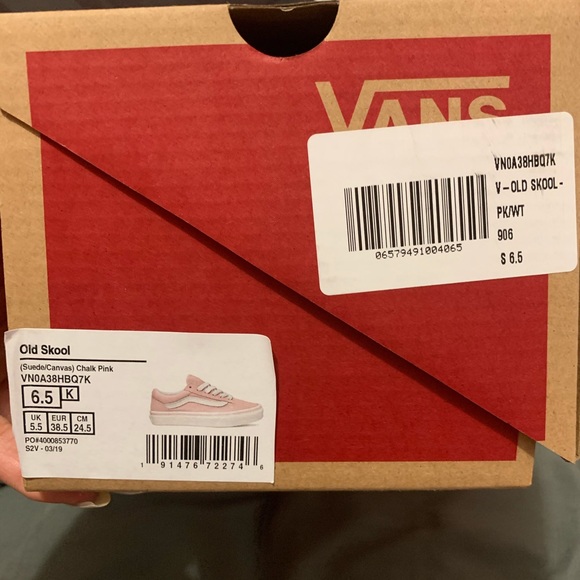 VANS
VN0A38HBQ7K
V-OLD SKOOL-
PK/WT
906
$ 6.5
06579491004065
Old Skool
(Suede/Canvas) Chalk Pink
VN0A38HBQ7K
6.5 K
UK EUR CM
5.5 38.5 24.5
PO#4000853770
S2V - 03/19
1 91476 72274 6